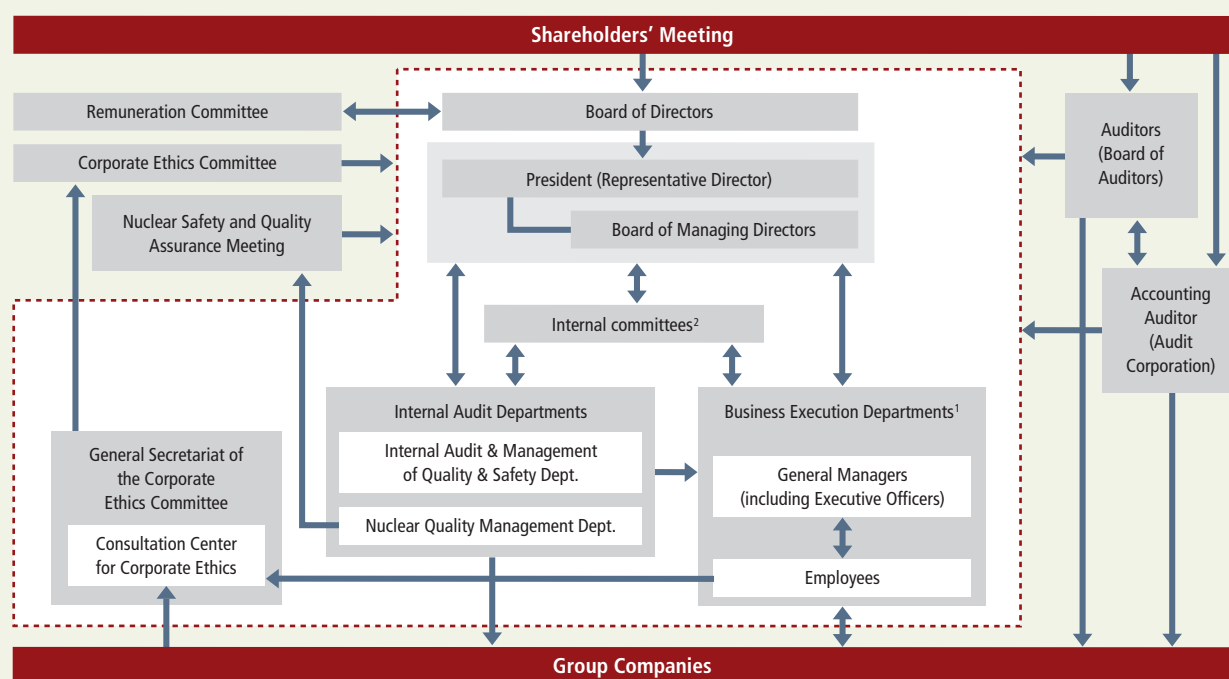 Shareholders' Meeting
Remuneration Committee
Board of Directors
Corporate Ethics Committee
Auditors
(Board of
Auditors)
President (Representative Director)
Nuclear Safety and Quality
Assurance Meeting
Board of Managing Directors
Accounting
Auditor
(Audit
Corporation)
Internal committees²
Internal Audit Departments
Business Execution Departments¹
General Secretariat of
the Corporate
Ethics Committee
Internal Audit & Management
of Quality & Safety Dept.
General Managers
(including Executive Officers)
Nuclear Quality Management Dept.
Consultation Center
for Corporate Ethics
Employees
Group Companies